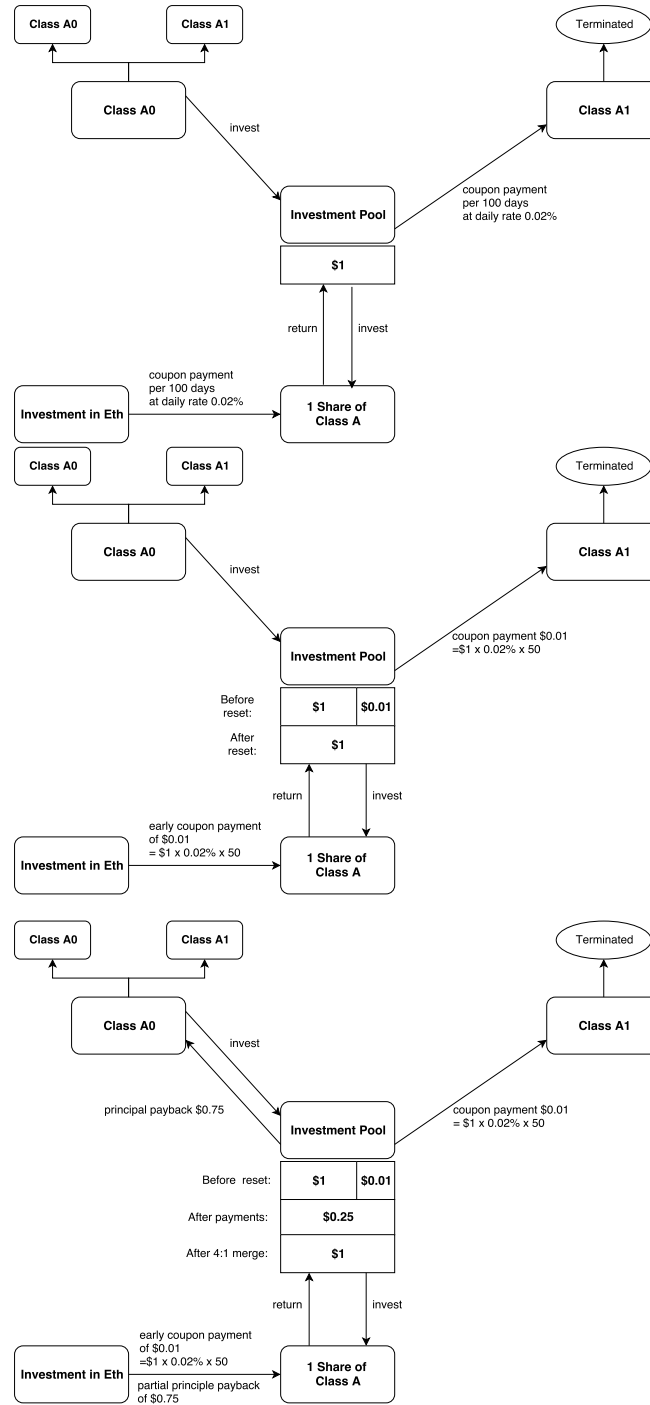 Class A0
Class A1
Terminated
Class A0
Class A1
invest
Investment Pool
coupon payment
per 100 days
at daily rate 0.02%
$1
return
invest
coupon payment
per 100 days
at daily rate 0.02%
Investment in Eth
1 Share of
Class A
Class A0
Class A1
Terminated
Class A0
Class A1
invest
Investment Pool
coupon payment $0.01
=$1 x 0.02% x 50
Before
reset:
$1
$0.01
After
reset:
$1
return
invest
early coupon payment
of $0.01
= $1 x 0.02% x 50
Investment in Eth
1 Share of
Class A
Class A0
Class A1
Terminated
Class A0
Class A1
invest
principal payback $0.75
Investment Pool
coupon payment $0.01
= $1 x 0.02% x 50
Before reset:
$1
$0.01
After payments:
$0.25
After 4:1 merge:
$1
return
invest
early coupon payment
of $0.01
=$1 x 0.02% x 50
Investment in Eth
1 Share of
Class A
partial principle payback
of $0.75